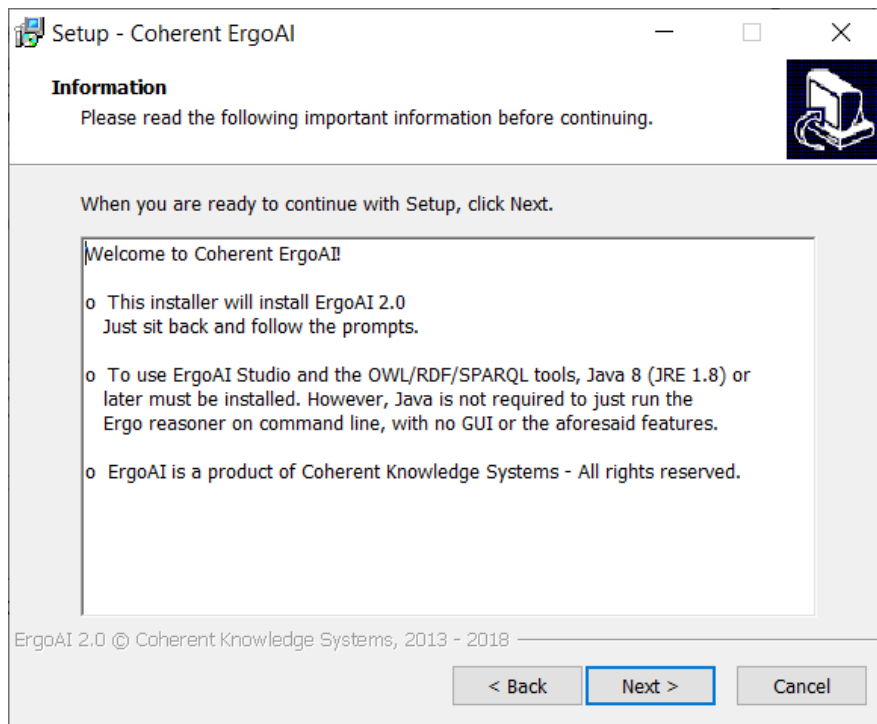 Setup - Coherent ErgoAI
Information
Please read the following important information before continuing.
When you are ready to continue with Setup, click Next.
Welcome to Coherent ErgoAI!
o This installer will install ErgoAI 2.0
Just sit back and follow the prompts.
o To use ErgoAI Studio and the OWL/RDF/SPARQL tools, Java 8 (JRE 1.8) or
later must be installed. However, Java is not required to just run the
Ergo reasoner on command line, with no GUI or the aforesaid features.
o ErgoAI is a product of Coherent Knowledge Systems - All rights reserved.
ErgoAI 2.0 © Coherent Knowledge Systems, 2013 - 2018
< Back Next > Cancel